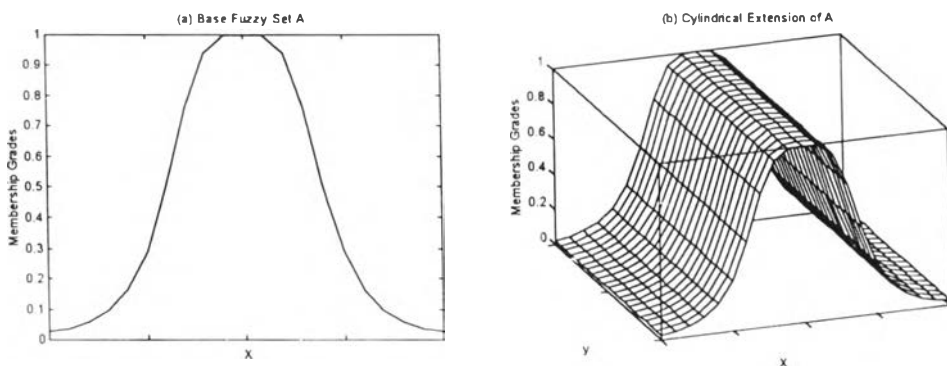 (a) Base Fuzzy Set A
1
0.9
0.8
0.7
0.6
0.5
0.4
0.3
0.2
0.1
0
Membership Grades
X
(b) Cylindrical Extension of A
1
0.8
0.6
0.4
0.2
0
Membership Grades
y
X